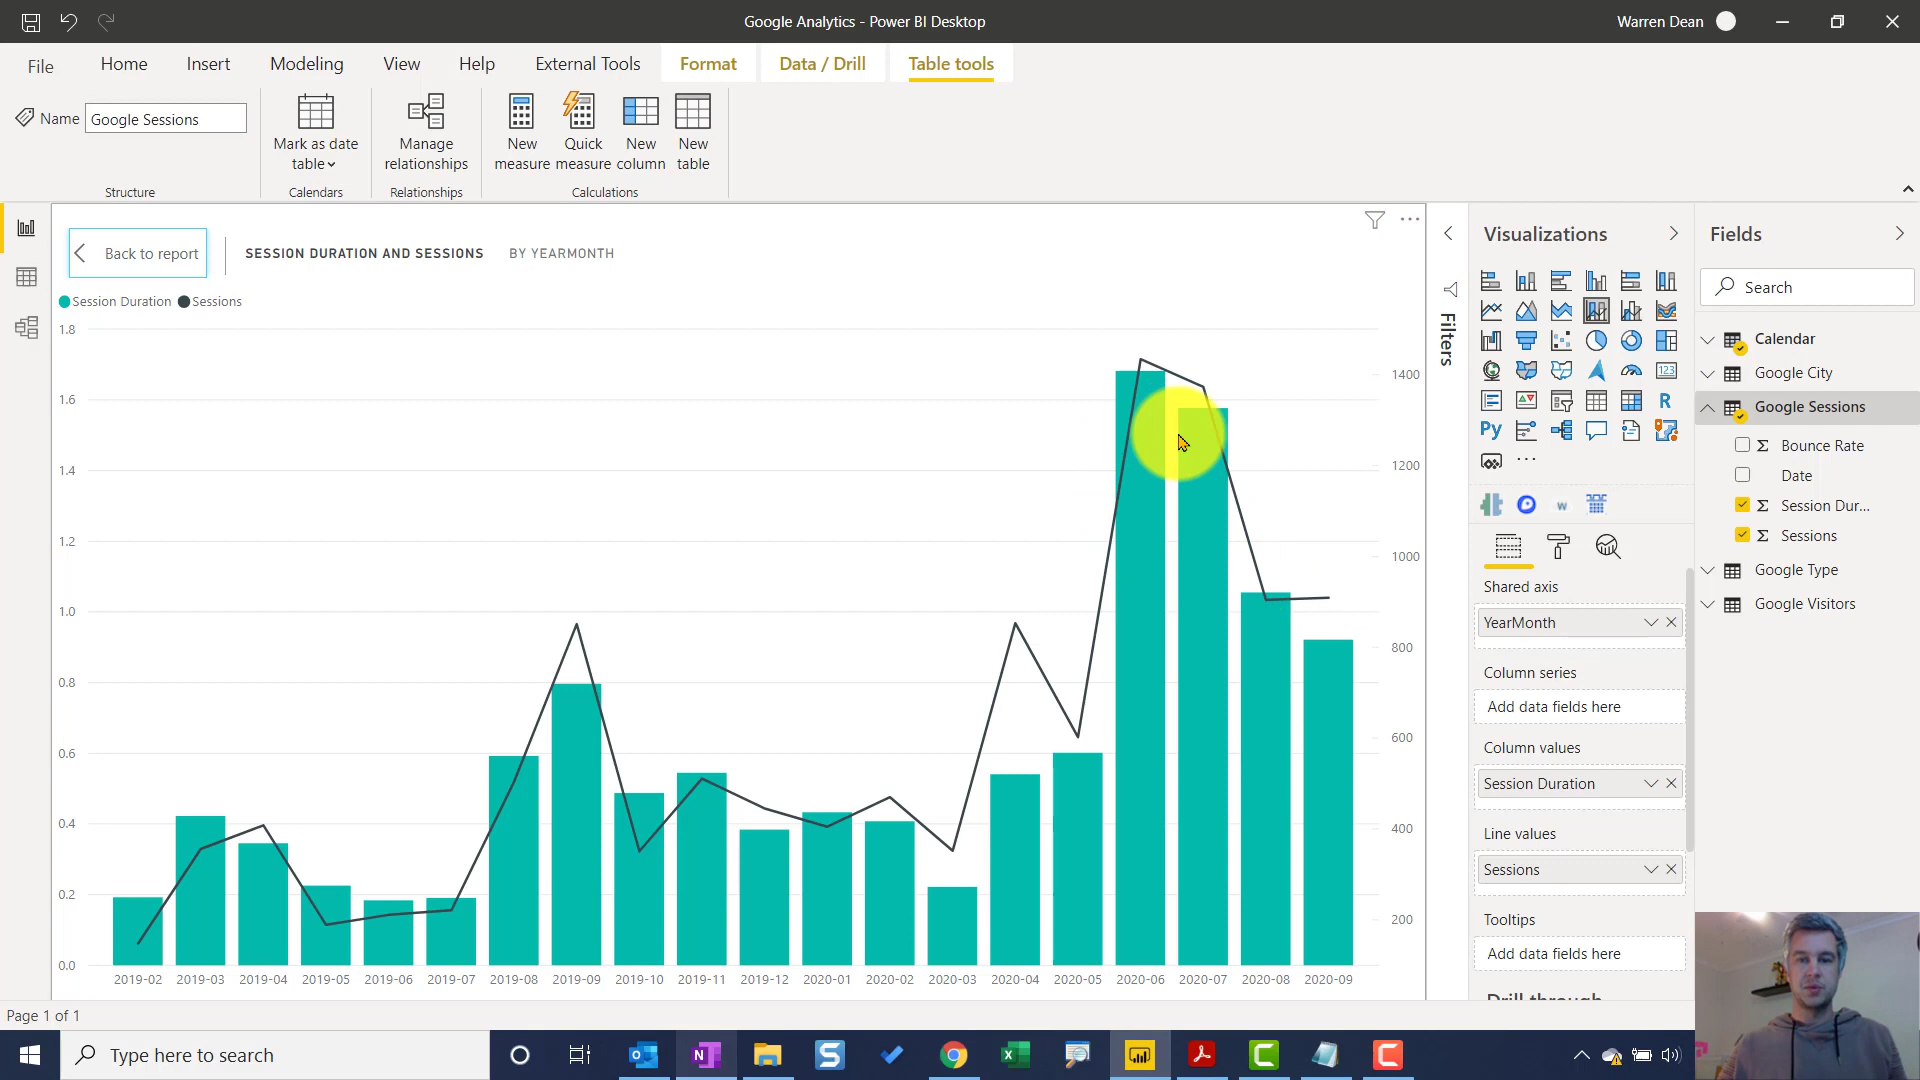 Google Analytics - Power BI Desktop
Warren Dean
File Home Insert Modeling View Help External Tools Format Data / Drill Table tools
Name Google Sessions
Mark as date table
Manage relationships
New measure
Quick measure
New column
New table
Structure
Calendars
Relationships
Calculations
Back to report
SESSION DURATION AND SESSIONS BY YEARMONTH
Session Duration Sessions
1.8
1.6
1.4
1.2
1.0
0.8
0.6
0.4
0.2
0.0
1400
1200
1000
800
600
400
200
2019-02 2019-03 2019-04 2019-05 2019-06 2019-07 2019-08 2019-09 2019-10 2019-11 2019-12 2020-01 2020-02 2020-03 2020-04 2020-05 2020-06 2020-07 2020-08 2020-09
Filters
Visualizations
123
R
Py
w
Shared axis
YearMonth
Column series
Add data fields here
Column values
Session Duration
Line values
Sessions
Tooltips
Add data fields here
Drill through
Fields
Search
Calendar
Google City
Google Sessions
Σ Bounce Rate
Date
Σ Session Dur...
Σ Sessions
Google Type
Google Visitors
Page 1 of 1
Type here to search